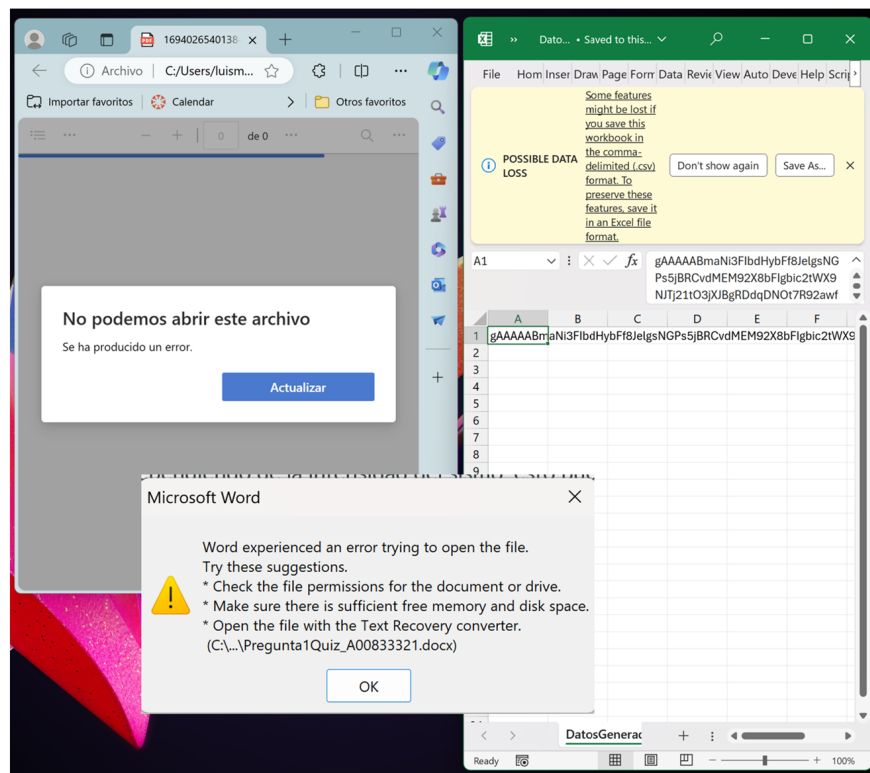 1694026540138
Archivo
C:/Users/luism...
Importar favoritos
Calendar
Otros favoritos
0
de 0
No podemos abrir este archivo
Se ha producido un error.
Actualizar
Dato... • Saved to this...
File Hom Inser Draw Page Form Data Revie View Auto Deve Help Scrip
POSSIBLE DATA
LOSS
Some features
might be lost if
you save this
workbook in
the comma-
delimited (.csv)
format. To
preserve these
features, save it
in an Excel file
format.
Don't show again
Save As...
A1
fx
gAAAAABmaNi3FlbdHybFf8JelgsNG
Ps5jBRCvdMEM92X8bFlgbic2tWX9
NJTj21tO3jXJBgRDdqDNOt7R92awf
A B C D E F
1 gAAAAABmaNi3FlbdHybFf8JelgsNGPs5jBRCvdMEM92X8bFlgbic2tWX9
2
3
4
5
6
7
8
9
Microsoft Word
Word experienced an error trying to open the file.
Try these suggestions.
* Check the file permissions for the document or drive.
* Make sure there is sufficient free memory and disk space.
* Open the file with the Text Recovery converter.
(C:\...\Pregunta1Quiz_A00833321.docx)
OK
DatosGenerad
Ready
100%